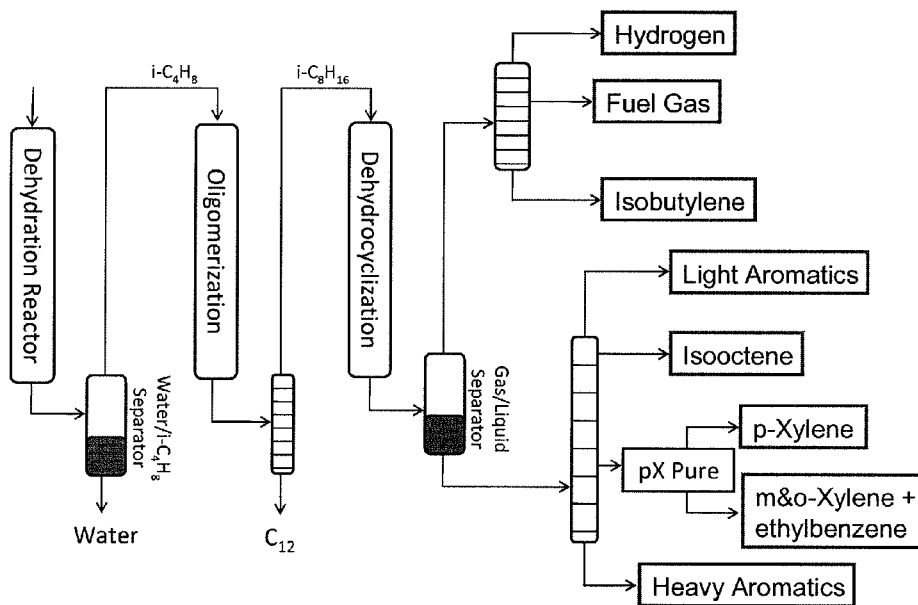 i-C₄H₈
i-C₈H₁₆
Hydrogen
Fuel Gas
Isobutylene
Dehydration Reactor
Oligomerization
Dehydrocyclization
Water/i-C₄H₈
Separator
Gas/Liquid
Separator
Light Aromatics
Isooctene
p-Xylene
pX Pure
m&o-Xylene +
ethylbenzene
Heavy Aromatics
Water
C₁₂